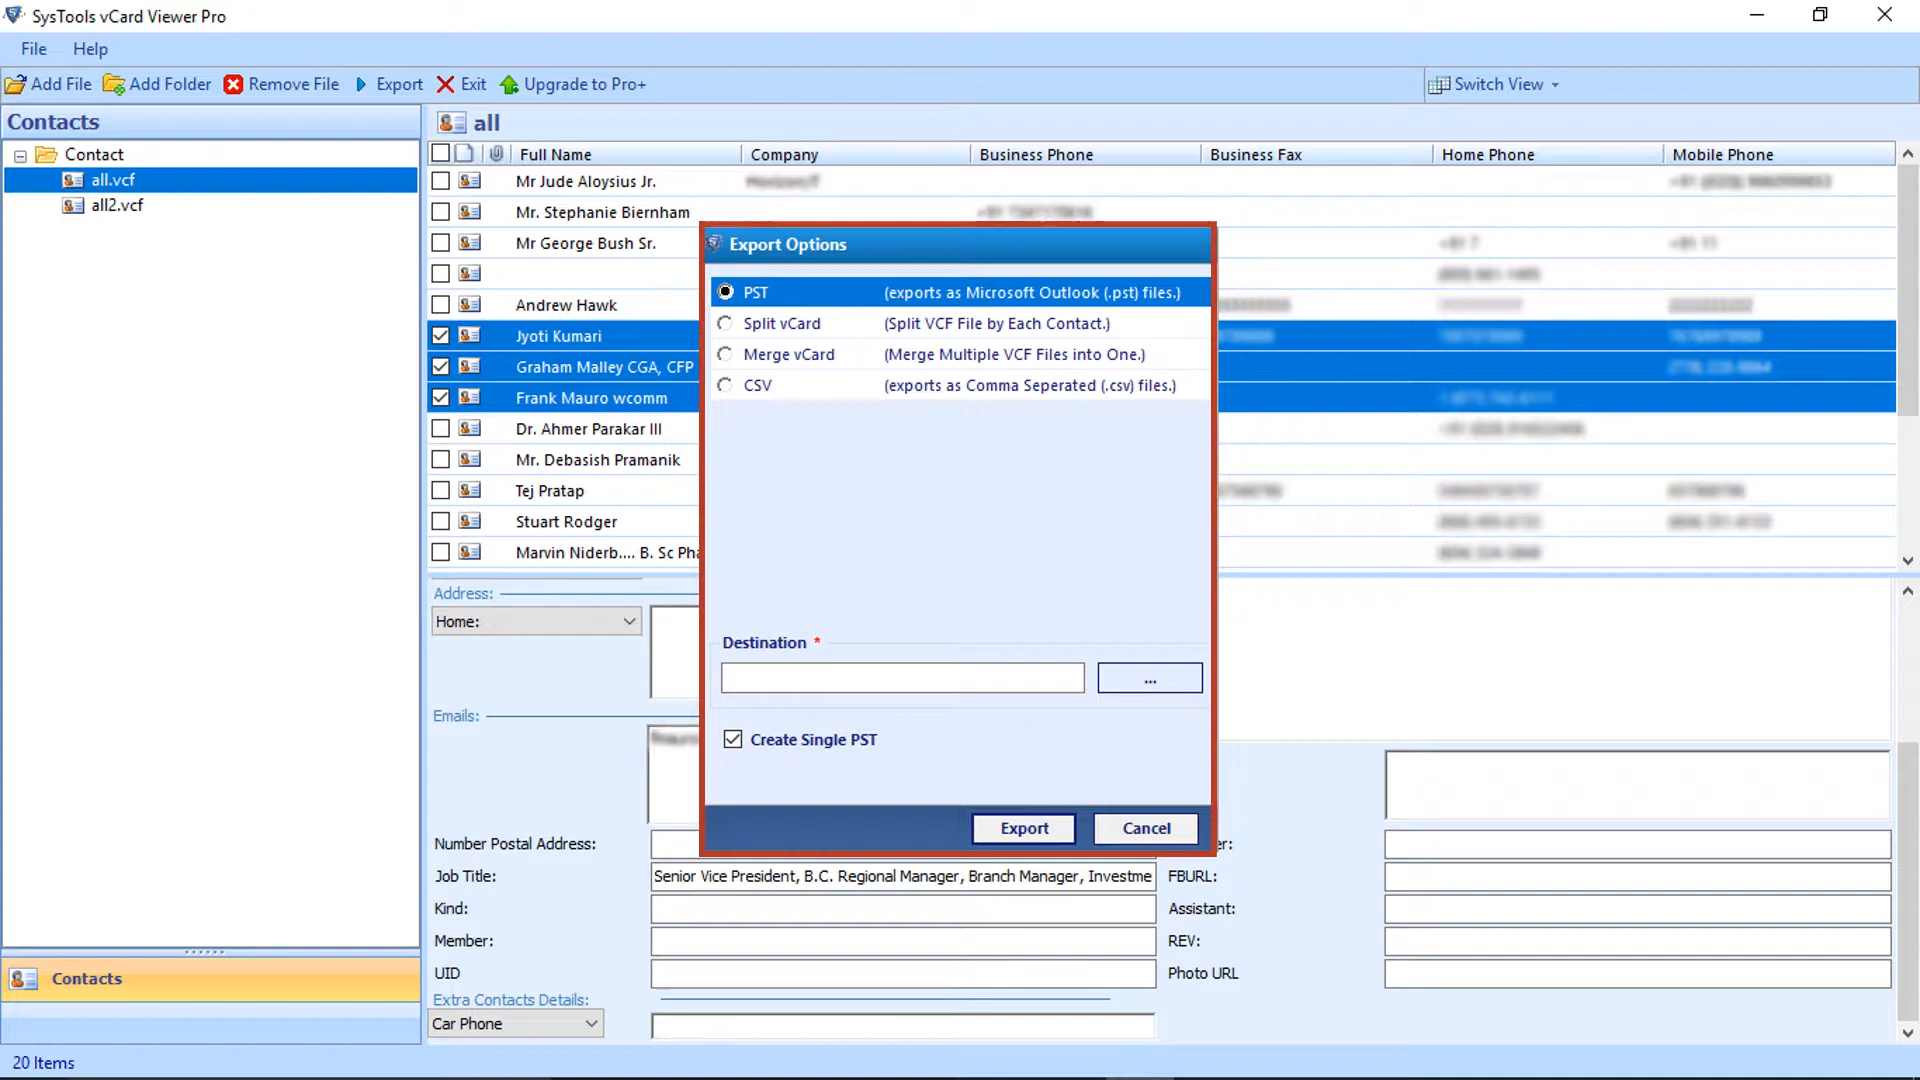 SysTools vCard Viewer Pro
File Help
Add File Add Folder Remove File Export Exit Upgrade to Pro+ Switch View
Contacts
Contact
all.vcf
all2.vcf
all
Full Name Company Business Phone Business Fax Home Phone Mobile Phone
Mr Jude Aloysius Jr.
Mr. Stephanie Biernham
Mr George Bush Sr.
Andrew Hawk
Jyoti Kumari
Graham Malley CGA, CFP
Frank Mauro wcomm
Dr. Ahmer Parakar III
Mr. Debasish Pramanik
Tej Pratap
Stuart Rodger
Marvin Niderb.... B. Sc Pha
Export Options
PST (exports as Microsoft Outlook (.pst) files.)
Split vCard (Split VCF File by Each Contact.)
Merge vCard (Merge Multiple VCF Files into One.)
CSV (exports as Comma Seperated (.csv) files.)
Destination *
...
Create Single PST
Export Cancel
Address:
Home:
Emails:
Number Postal Address: er:
Job Title: Senior Vice President, B.C. Regional Manager, Branch Manager, Investme FBURL:
Kind: Assistant:
Member: REV:
UID Photo URL
Extra Contacts Details:
Car Phone
Contacts
20 Items